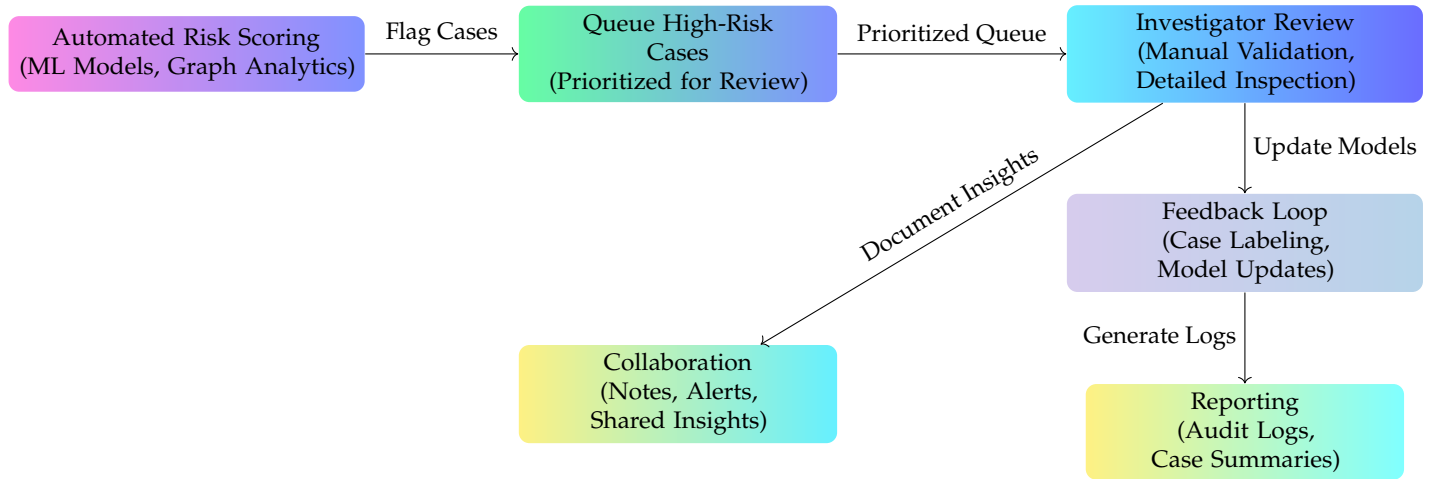 Automated Risk Scoring
(ML Models, Graph Analytics)
Flag Cases
Queue High-Risk
Cases
(Prioritized for Review)
Prioritized Queue
Investigator Review
(Manual Validation,
Detailed Inspection)
Document Insights
Update Models
Feedback Loop
(Case Labeling,
Model Updates)
Generate Logs
Collaboration
(Notes, Alerts,
Shared Insights)
Reporting
(Audit Logs,
Case Summaries)